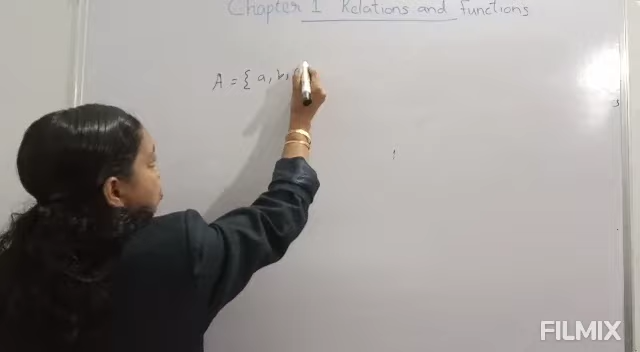 Chapter 1 Relations and Functions
A = { a, b,
FILMIX